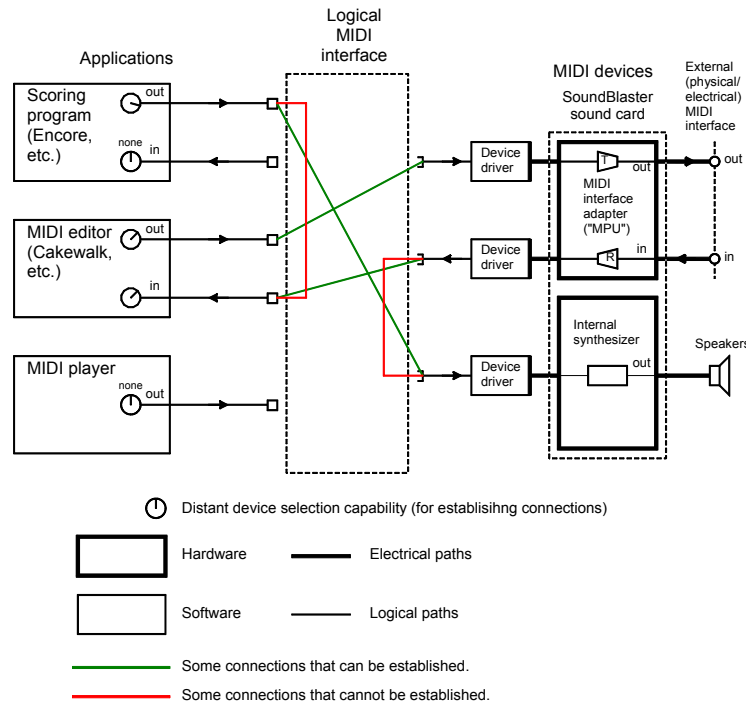 Logical
MIDI
interface
Applications
MIDI devices
SoundBlaster
sound card
External
(physical/
electrical)
MIDI
interface
Scoring
program
(Encore,
etc.)
out
none
in
Device
driver
T
out
out
MIDI
interface
adapter
("MPU")
MIDI editor
(Cakewalk,
etc.)
out
in
Device
driver
R
in
in
Internal
synthesizer
out
Speakers
MIDI player
none
out
Device
driver
Distant device selection capability (for establisihng connections)
Hardware
Electrical paths
Software
Logical paths
Some connections that can be established.
Some connections that cannot be established.